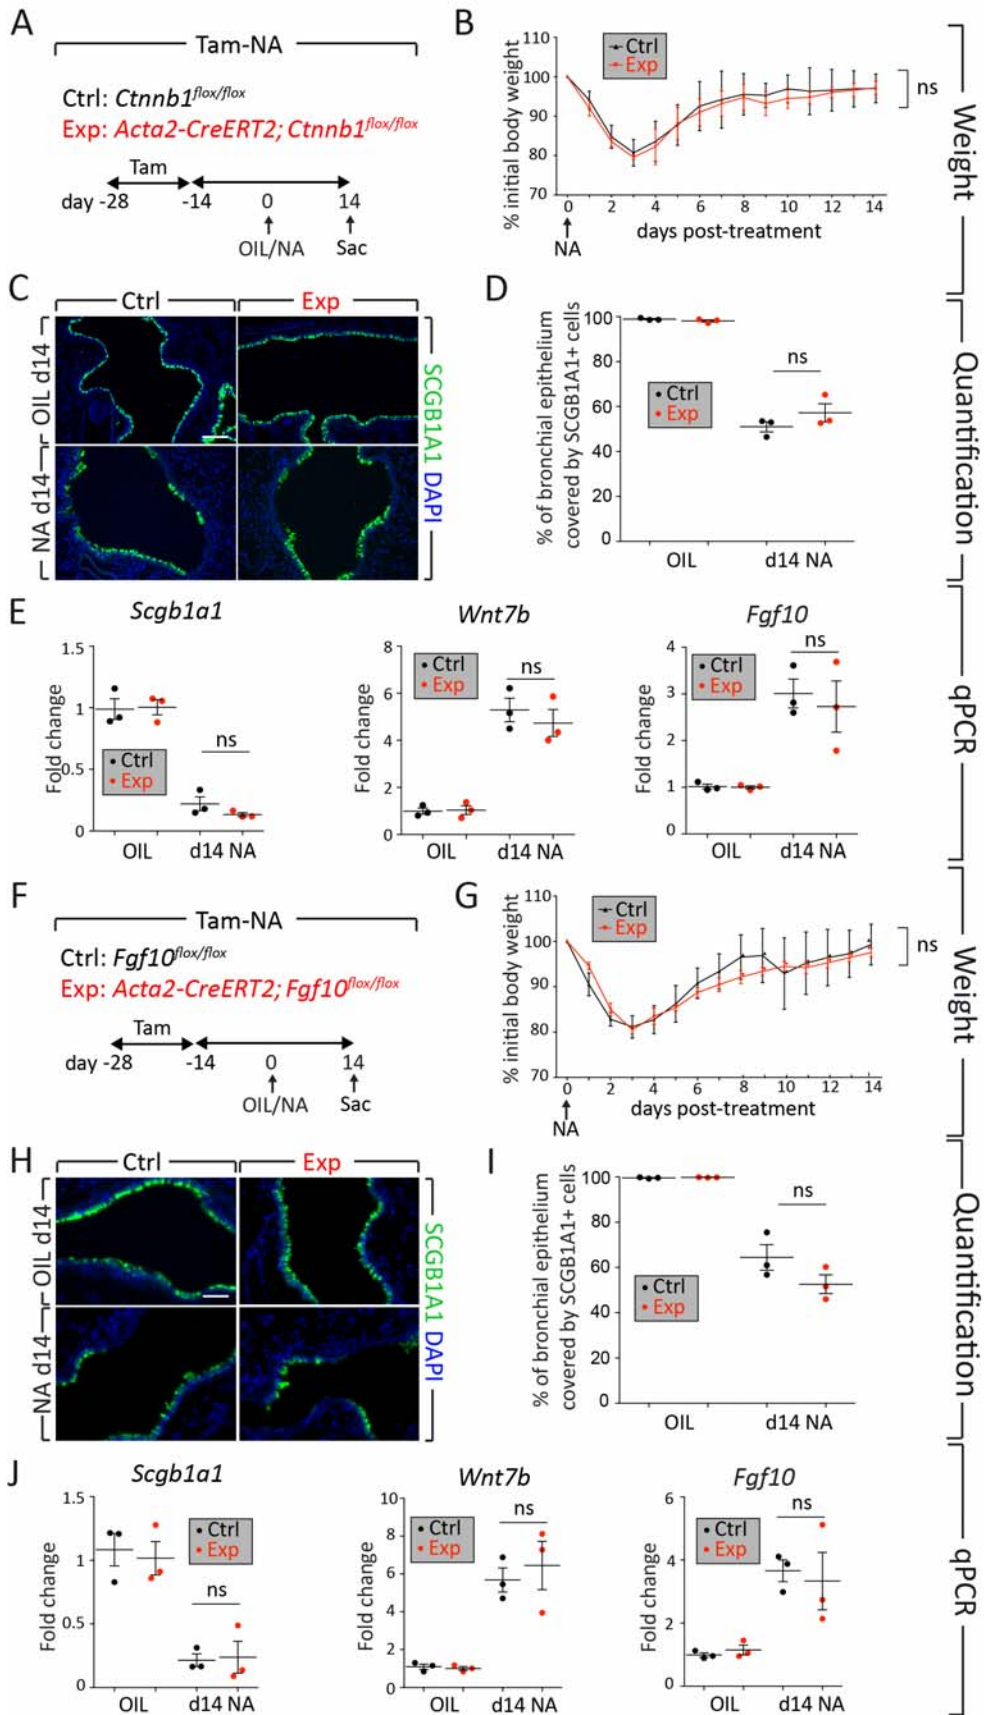 A
Tam-NA
Ctrl: Ctnnb1flox/flox
Exp: Acta2-CreERT2; Ctnnb1flox/flox
Tam
day -28 -14 0 14
OIL/NA Sac
B
110
100
90
80
70
% initial body weight
Ctrl
Exp
ns
0 2 4 6 8 10 12 14
days post-treatment
NA
Weight
C
Ctrl Exp
OIL d14
NA d14
SCGB1A1 DAPI
D
100
80
60
40
20
0
% of bronchial epithelium
covered by SCGB1A1+ cells
Ctrl
Exp
ns
OIL d14 NA
Quantification
E
Scgb1a1
1.5
1
0.5
0
Fold change
Ctrl
Exp
ns
OIL d14 NA
Wnt7b
8
6
4
2
0
Fold change
Ctrl
Exp
ns
OIL d14 NA
Fgf10
4
3
2
1
0
Fold change
Ctrl
Exp
ns
OIL d14 NA
qPCR
F
Tam-NA
Ctrl: Fgf10flox/flox
Exp: Acta2-CreERT2; Fgf10flox/flox
Tam
day -28 -14 0 14
OIL/NA Sac
G
110
100
90
80
70
% initial body weight
Ctrl
Exp
ns
0 2 4 6 8 10 12 14
days post-treatment
NA
Weight
H
Ctrl Exp
OIL d14
NA d14
SCGB1A1 DAPI
I
100
80
60
40
20
0
% of bronchial epithelium
covered by SCGB1A1+ cells
Ctrl
Exp
ns
OIL d14 NA
Quantification
J
Scgb1a1
1.5
1
0.5
0
Fold change
Ctrl
Exp
ns
OIL d14 NA
Wnt7b
10
8
6
4
2
0
Fold change
Ctrl
Exp
ns
OIL d14 NA
Fgf10
6
4
2
0
Fold change
Ctrl
Exp
ns
OIL d14 NA
qPCR